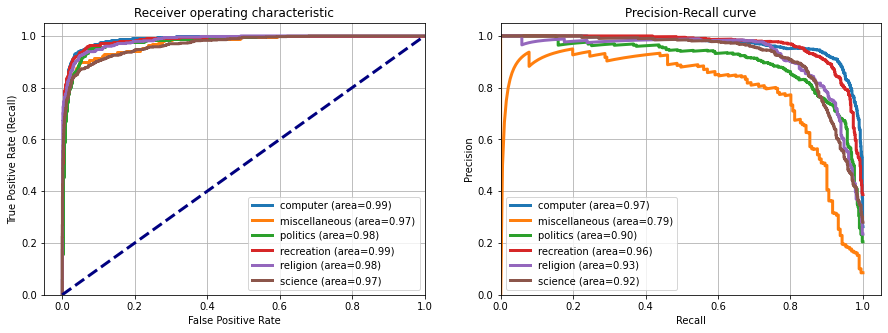 Receiver operating characteristic
True Positive Rate (Recall)
1.0
0.8
0.6
0.4
0.2
0.0
computer (area=0.99)
miscellaneous (area=0.97)
politics (area=0.98)
recreation (area=0.99)
religion (area=0.98)
science (area=0.97)
0.0 0.2 0.4 0.6 0.8 1.0
False Positive Rate
Precision-Recall curve
Precision
1.0
0.8
0.6
0.4
0.2
0.0
computer (area=0.97)
miscellaneous (area=0.79)
politics (area=0.90)
recreation (area=0.96)
religion (area=0.93)
science (area=0.92)
0.0 0.2 0.4 0.6 0.8 1.0
Recall